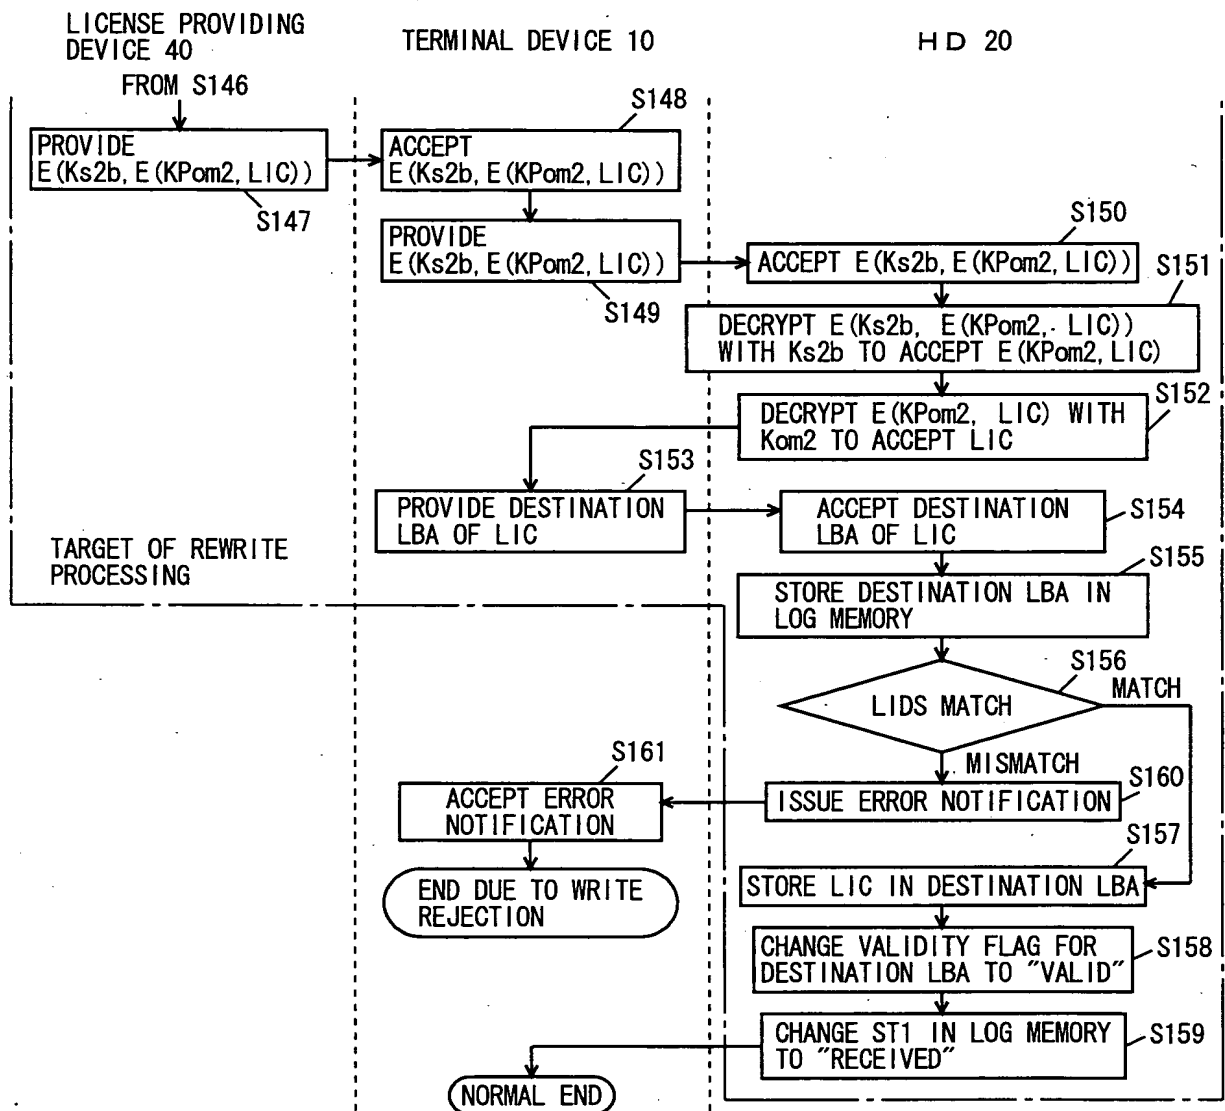 LICENSE PROVIDING
DEVICE 40
TERMINAL DEVICE 10
HD 20
FROM S146
S148
PROVIDE
E(Ks2b, E(KPom2, LIC))
S147
ACCEPT
E(Ks2b, E(KPom2, LIC))
PROVIDE
E(Ks2b, E(KPom2, LIC))
S149
S150
ACCEPT E(Ks2b, E(KPom2, LIC))
S151
DECRYPT E(Ks2b, E(KPom2, LIC))
WITH Ks2b TO ACCEPT E(KPom2, LIC)
S152
DECRYPT E(KPom2, LIC) WITH
Kom2 TO ACCEPT LIC
S153
PROVIDE DESTINATION
LBA OF LIC
ACCEPT DESTINATION
LBA OF LIC
S154
TARGET OF REWRITE
PROCESSING
S155
STORE DESTINATION LBA IN
LOG MEMORY
S156
LIDS MATCH
MATCH
MISMATCH
S161
ACCEPT ERROR
NOTIFICATION
S160
ISSUE ERROR NOTIFICATION
END DUE TO WRITE
REJECTION
S157
STORE LIC IN DESTINATION LBA
CHANGE VALIDITY FLAG FOR
DESTINATION LBA TO "VALID"
S158
CHANGE ST1 IN LOG MEMORY
TO "RECEIVED"
S159
NORMAL END